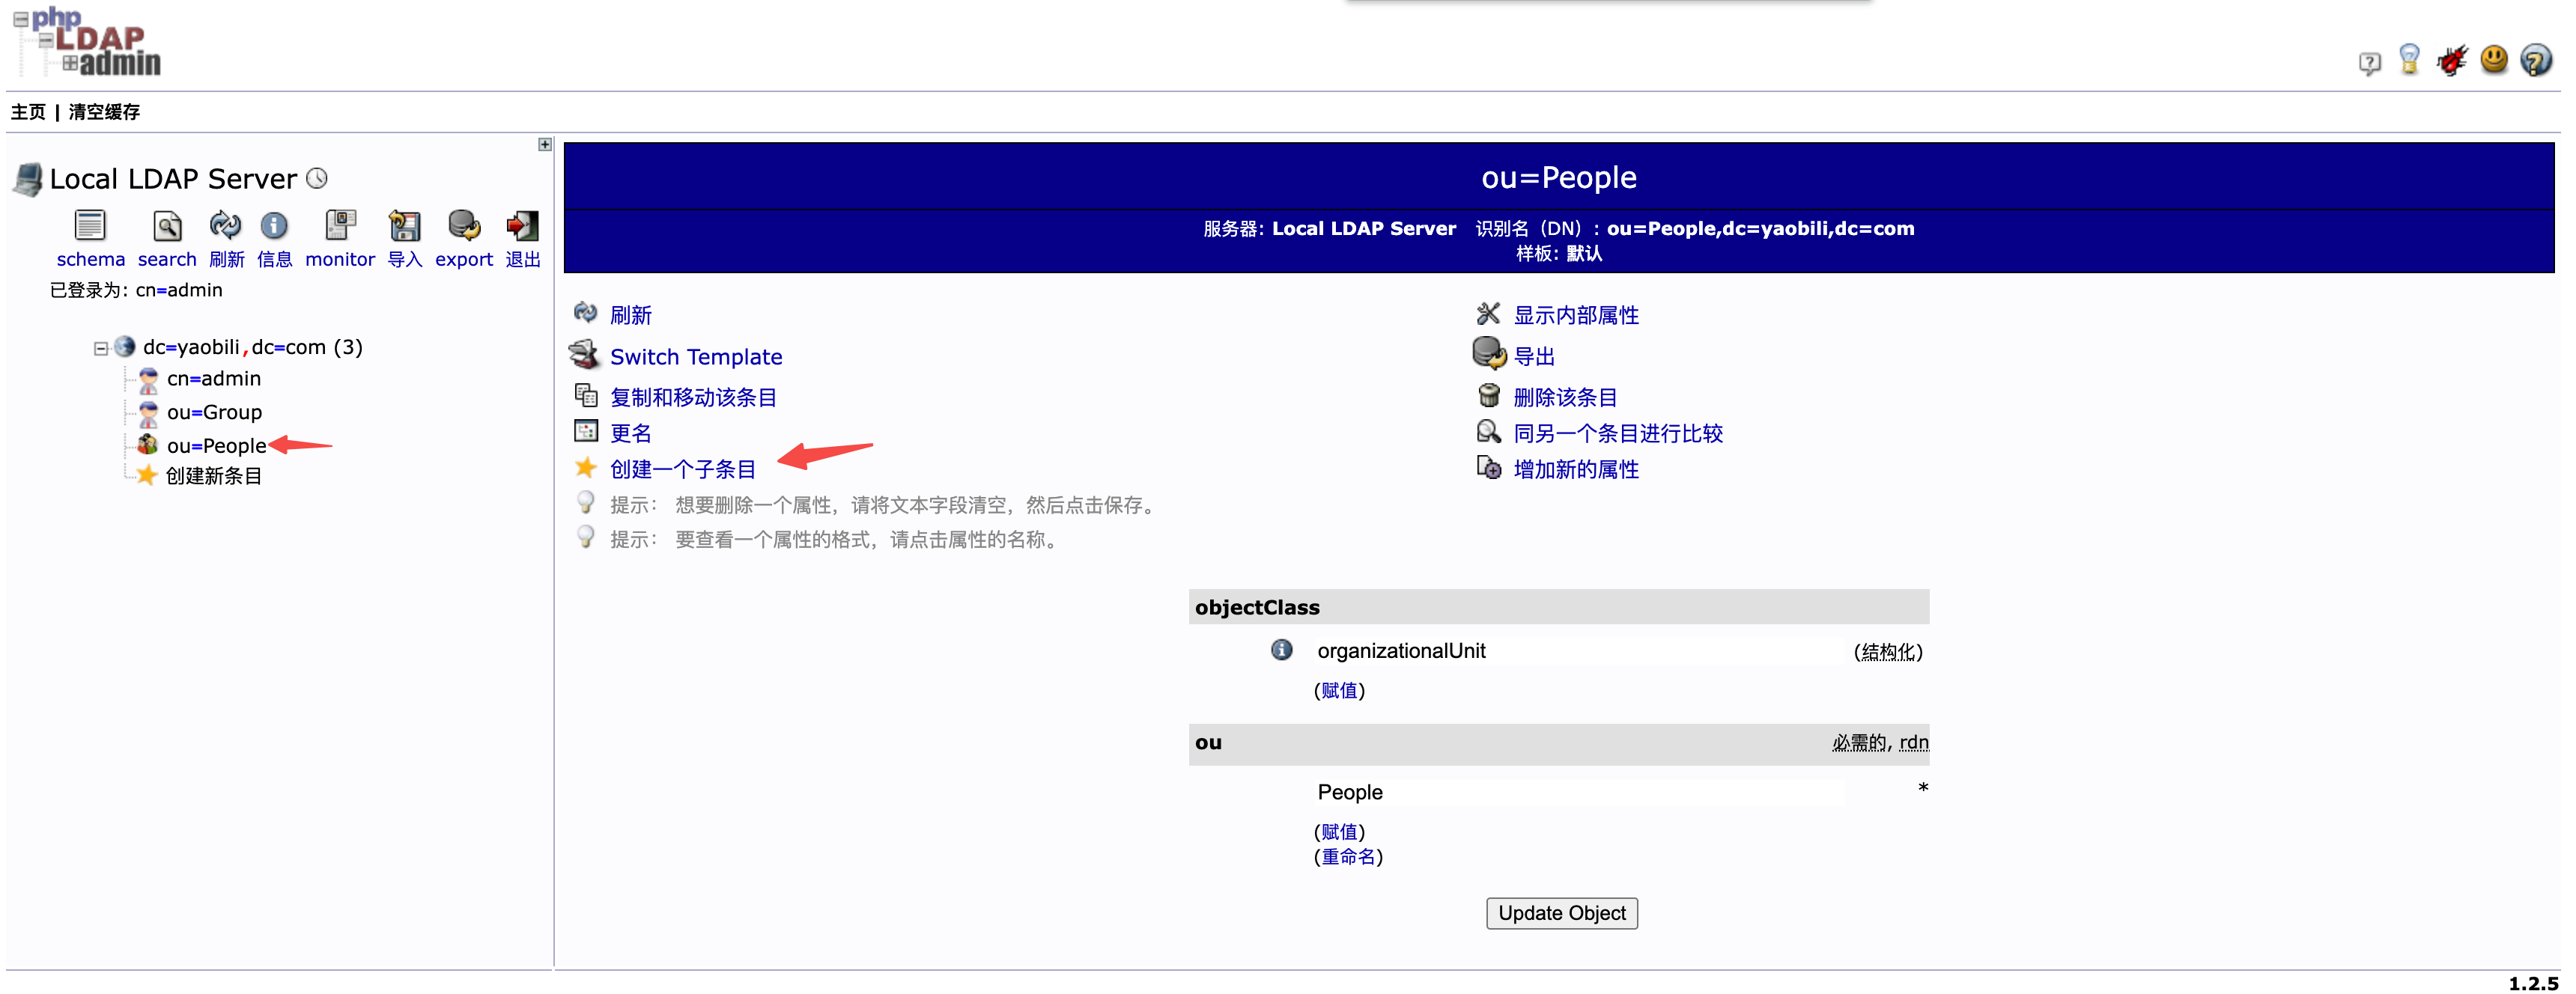 php
LDAP
admin
主页 | 清空缓存
Local LDAP Server
schema search 刷新 信息 monitor 导入 export 退出
已登录为: cn=admin
dc=yaobili,dc=com (3)
cn=admin
ou=Group
ou=People
创建新条目
ou=People
服务器: Local LDAP Server 识别名（DN）: ou=People,dc=yaobili,dc=com
样板: 默认
刷新
Switch Template
复制和移动该条目
更名
创建一个子条目
显示内部属性
导出
删除该条目
同另一个条目进行比较
增加新的属性
提示： 想要删除一个属性，请将文本字段清空，然后点击保存。
提示： 要查看一个属性的格式，请点击属性的名称。
objectClass
organizationalUnit (结构化)
(赋值)
ou 必需的, rdn
People *
(赋值)
(重命名)
Update Object
1.2.5